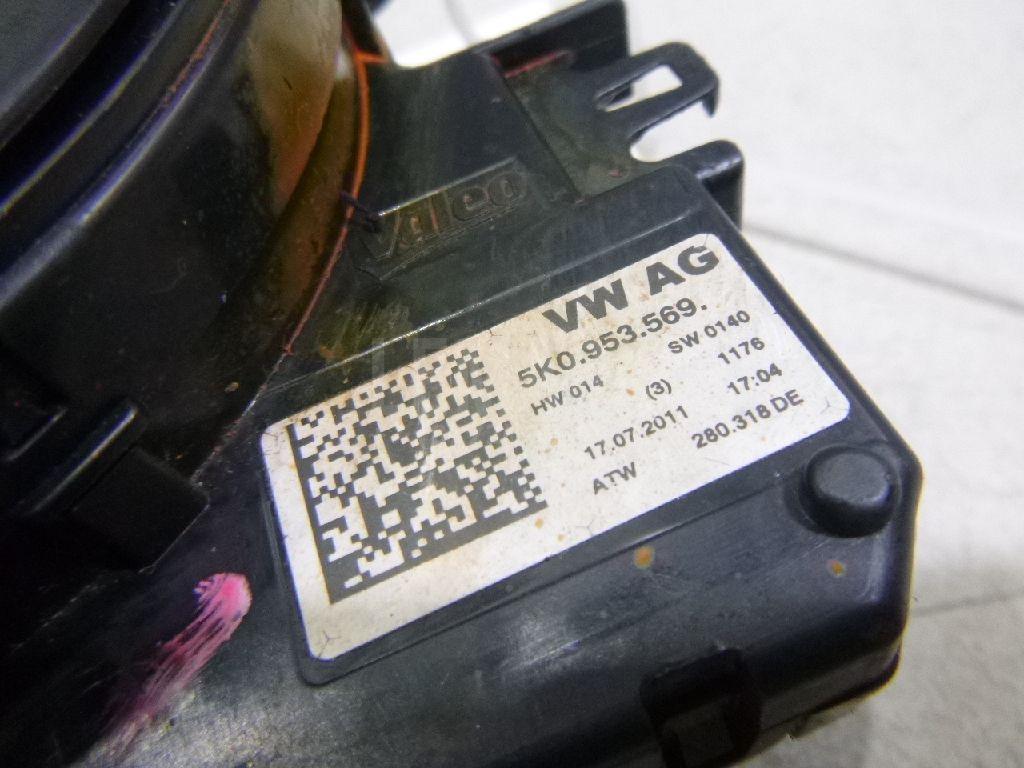 Valeo
VW AG
5K0.953.569.
HW 014 SW 0140
(3) 1176
17.07.2011 17:04
ATW 280.318 DE